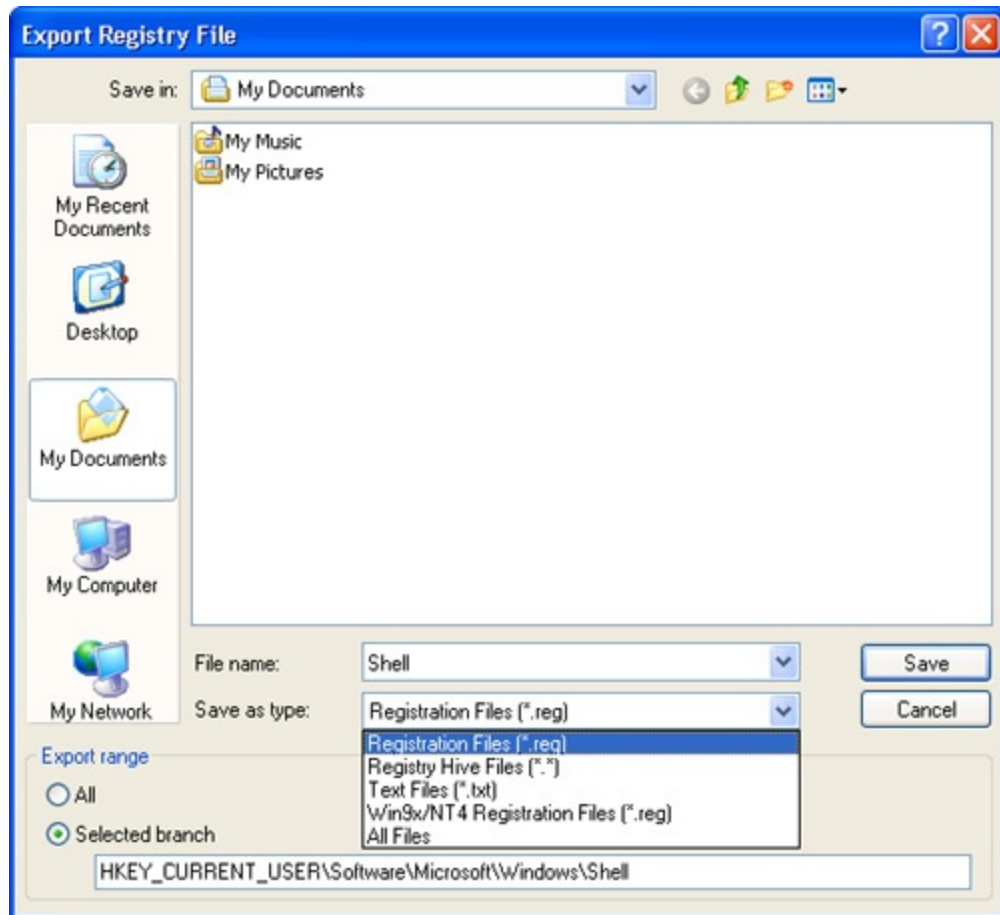 Export Registry File
Save in:
My Documents
My Music
My Pictures
My Recent
Documents
Desktop
My Documents
My Computer
My Network
File name:
Shell
Save
Save as type:
Registration Files (*.reg)
Cancel
Registration Files (*.reg)
Registry Hive Files (*.*)
Text Files (*.txt)
Win9x/NT4 Registration Files (*.reg)
All Files
Export range
All
Selected branch
HKEY_CURRENT_USER\Software\Microsoft\Windows\Shell